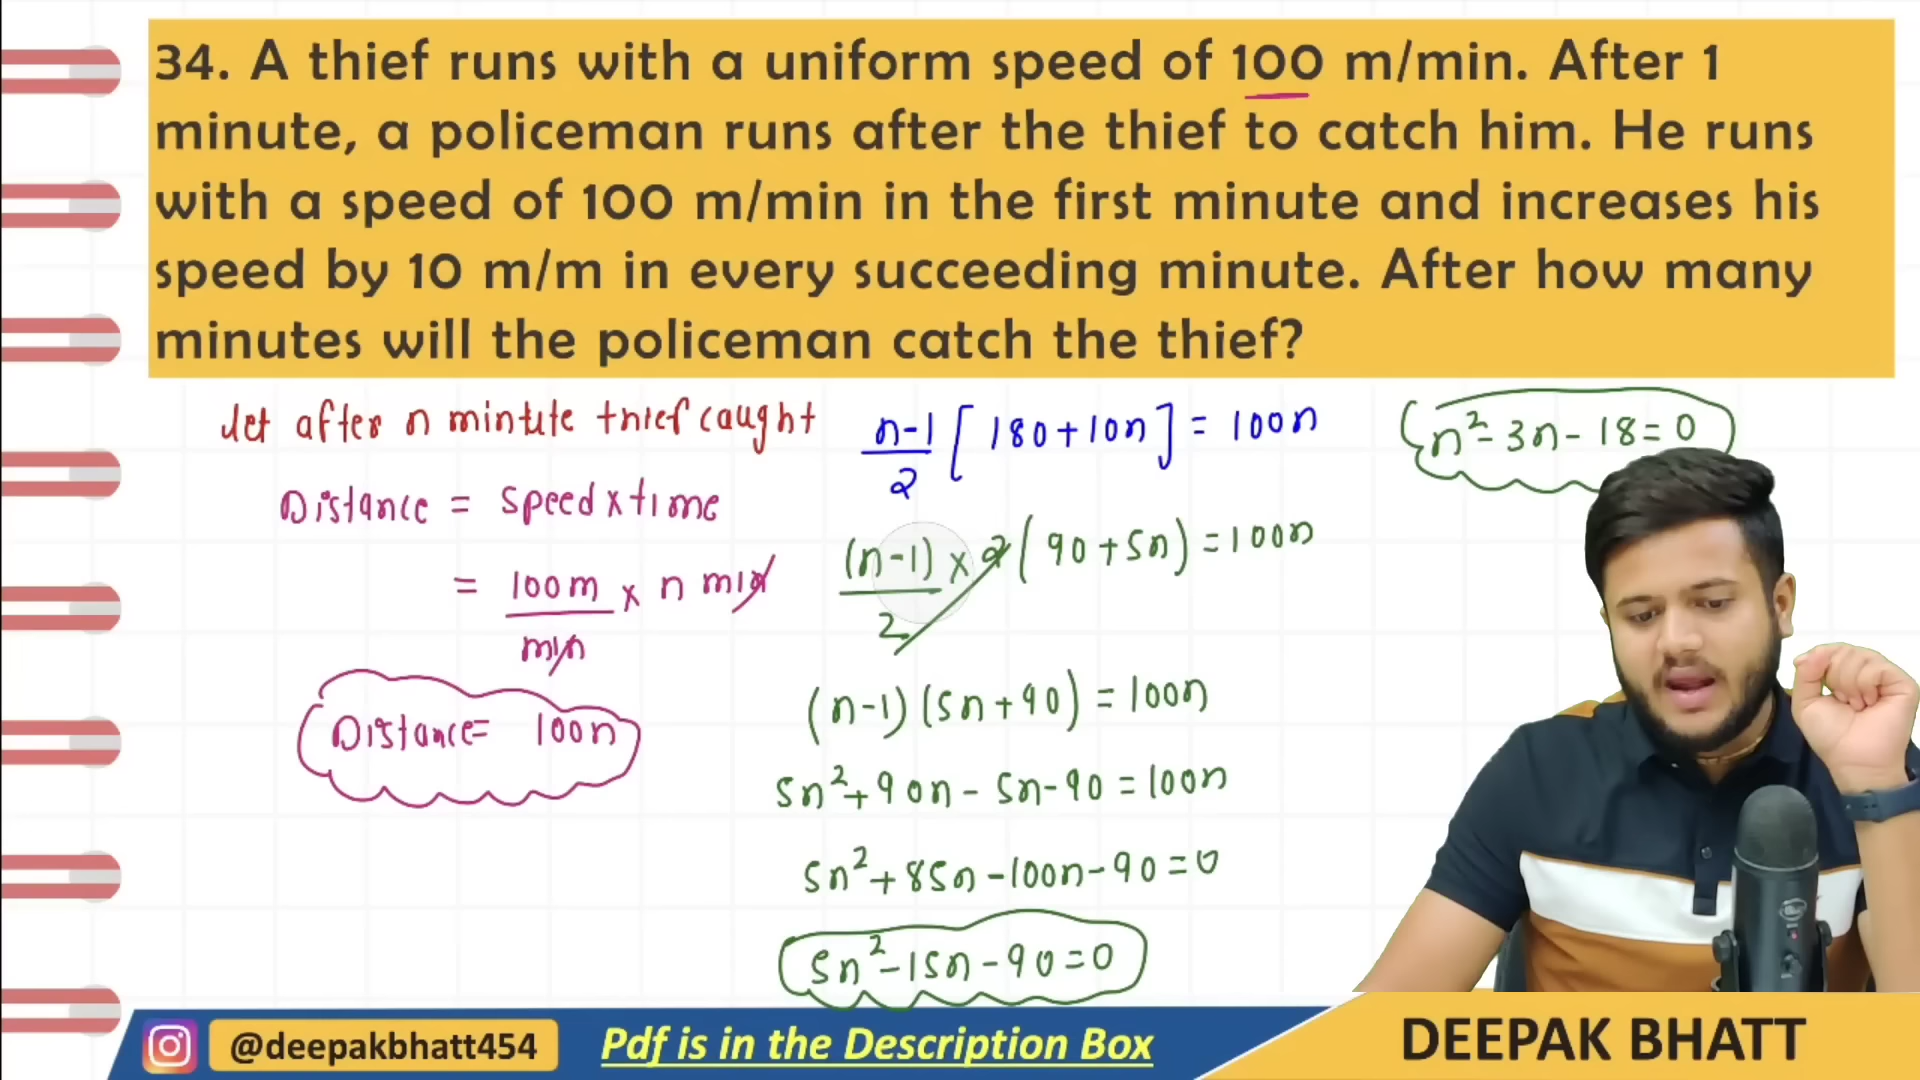 34. A thief runs with a uniform speed of 100 m/min. After 1
minute, a policeman runs after the thief to catch him. He runs
with a speed of 100 m/min in the first minute and increases his
speed by 10 m/m in every succeeding minute. After how many
minutes will the policeman catch the thief?
Let after n mintute thief caught
Distance = speed x time
= 100m/min x n min
Distance = 100n
n-1/2 [180+10n] = 100n
(n-1)/2 x 2(90+5n) = 100n
(n-1)(5n+90) = 100n
5n²+90n-5n-90 = 100n
5n²+85n-100n-90=0
5n²-15n-90=0
n²-3n-18=0
@deepakbhatt454
Pdf is in the Description Box
DEEPAK BHATT